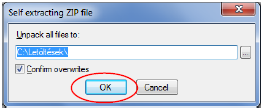 Self extracting ZIP file
Unpack all files to:
C:\Letöltések\
...
Confirm overwrites
OK
Cancel